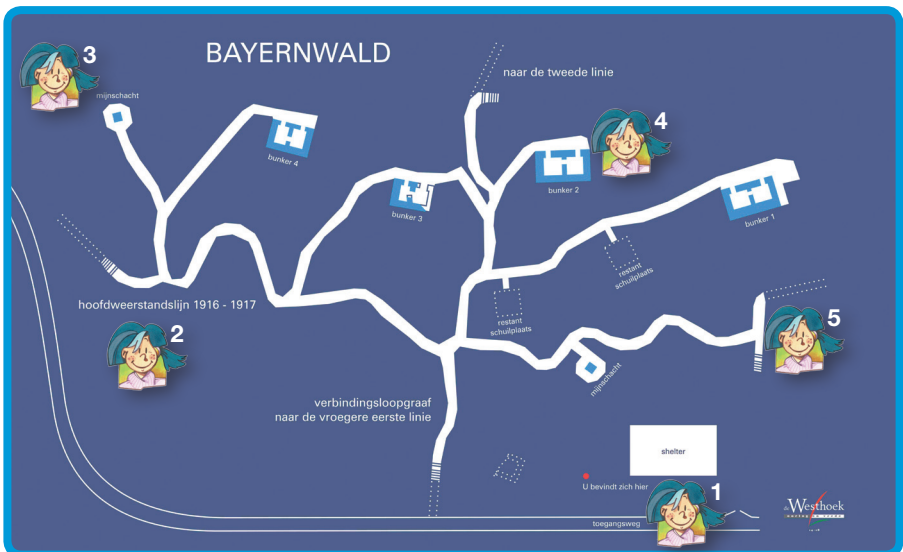 BAYERNWALD
3
mijnschacht
naar de tweede linie
4
bunker 4
bunker 2
bunker 3
bunker 1
restant
schuilplaats
restant
schuilplaats
hoofdweerstandslijn 1916 - 1917
2
5
mijnschacht
verbindingsloopgraaf
naar de vroegere eerste linie
shelter
U bevindt zich hier
1
toegangsweg
de Westhoek